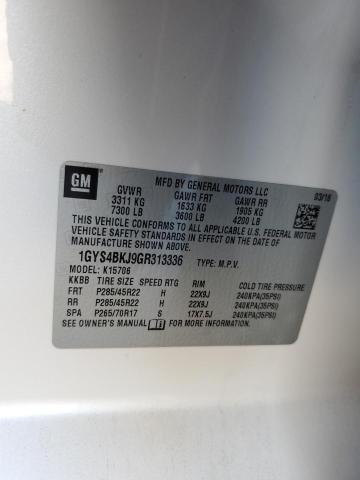 GM
MFD BY GENERAL MOTORS LLC
03/16
GVWR GAWR FRT GAWR RR
3311 KG 1633 KG 1905 KG
7300 LB 3600 LB 4200 LB
THIS VEHICLE CONFORMS TO ALL APPLICABLE U.S. FEDERAL MOTOR
VEHICLE SAFETY STANDARDS IN EFFECT ON THE DATE OF
MANUFACTURE SHOWN ABOVE.
1GYS4BKJ9GR313336 TYPE: M.P.V.
MODEL: K15706
KKBB TIRE SIZE SPEED RTG RIM COLD TIRE PRESSURE
FRT P285/45R22 H 22X9J 240KPA(35PSI)
RR P285/45R22 H 22X9J 240KPA(35PSI)
SPA P265/70R17 S 17X7.5J 240KPA(35PSI)
SEE OWNER'S MANUAL FOR ADDITIONAL INFORMATION.